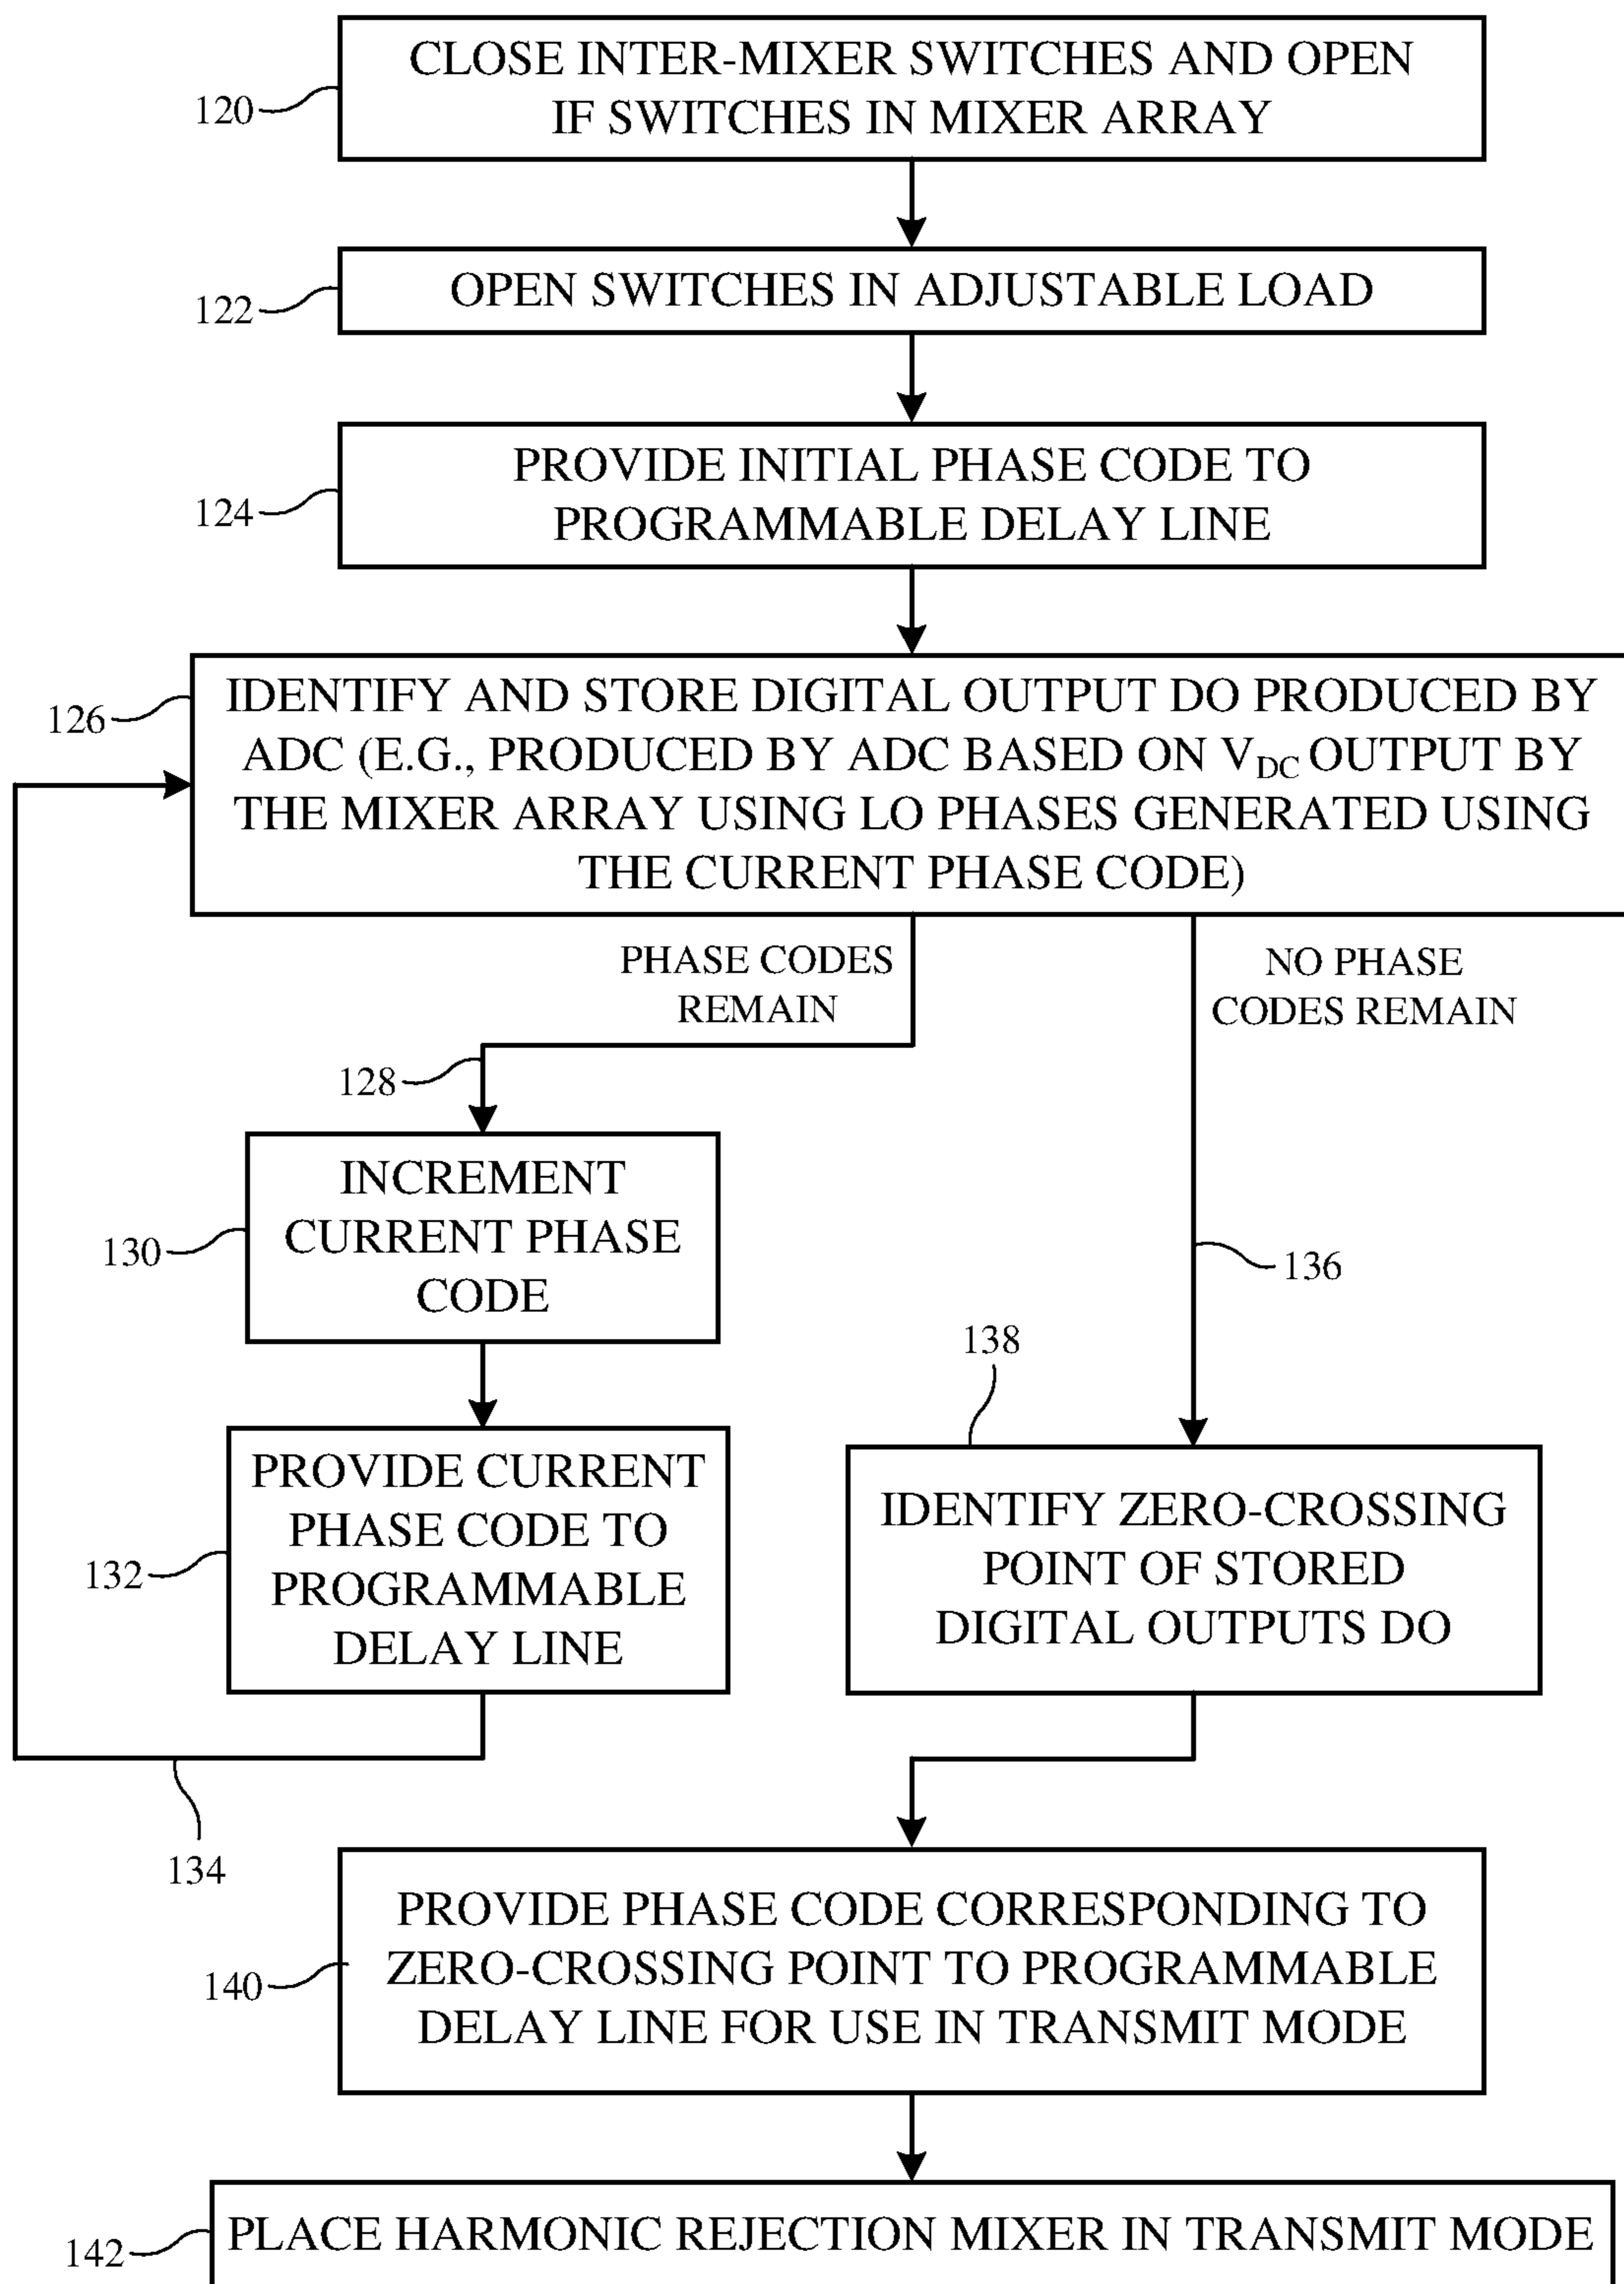 CLOSE INTER-MIXER SWITCHES AND OPEN
IF SWITCHES IN MIXER ARRAY
120
OPEN SWITCHES IN ADJUSTABLE LOAD
122
PROVIDE INITIAL PHASE CODE TO
PROGRAMMABLE DELAY LINE
124
IDENTIFY AND STORE DIGITAL OUTPUT DO PRODUCED BY
ADC (E.G., PRODUCED BY ADC BASED ON V_DC OUTPUT BY
THE MIXER ARRAY USING LO PHASES GENERATED USING
THE CURRENT PHASE CODE)
126
PHASE CODES
REMAIN
NO PHASE
CODES REMAIN
128
INCREMENT
CURRENT PHASE
CODE
130
136
138
PROVIDE CURRENT
PHASE CODE TO
PROGRAMMABLE
DELAY LINE
132
IDENTIFY ZERO-CROSSING
POINT OF STORED
DIGITAL OUTPUTS DO
134
PROVIDE PHASE CODE CORRESPONDING TO
ZERO-CROSSING POINT TO PROGRAMMABLE
DELAY LINE FOR USE IN TRANSMIT MODE
140
PLACE HARMONIC REJECTION MIXER IN TRANSMIT MODE
142